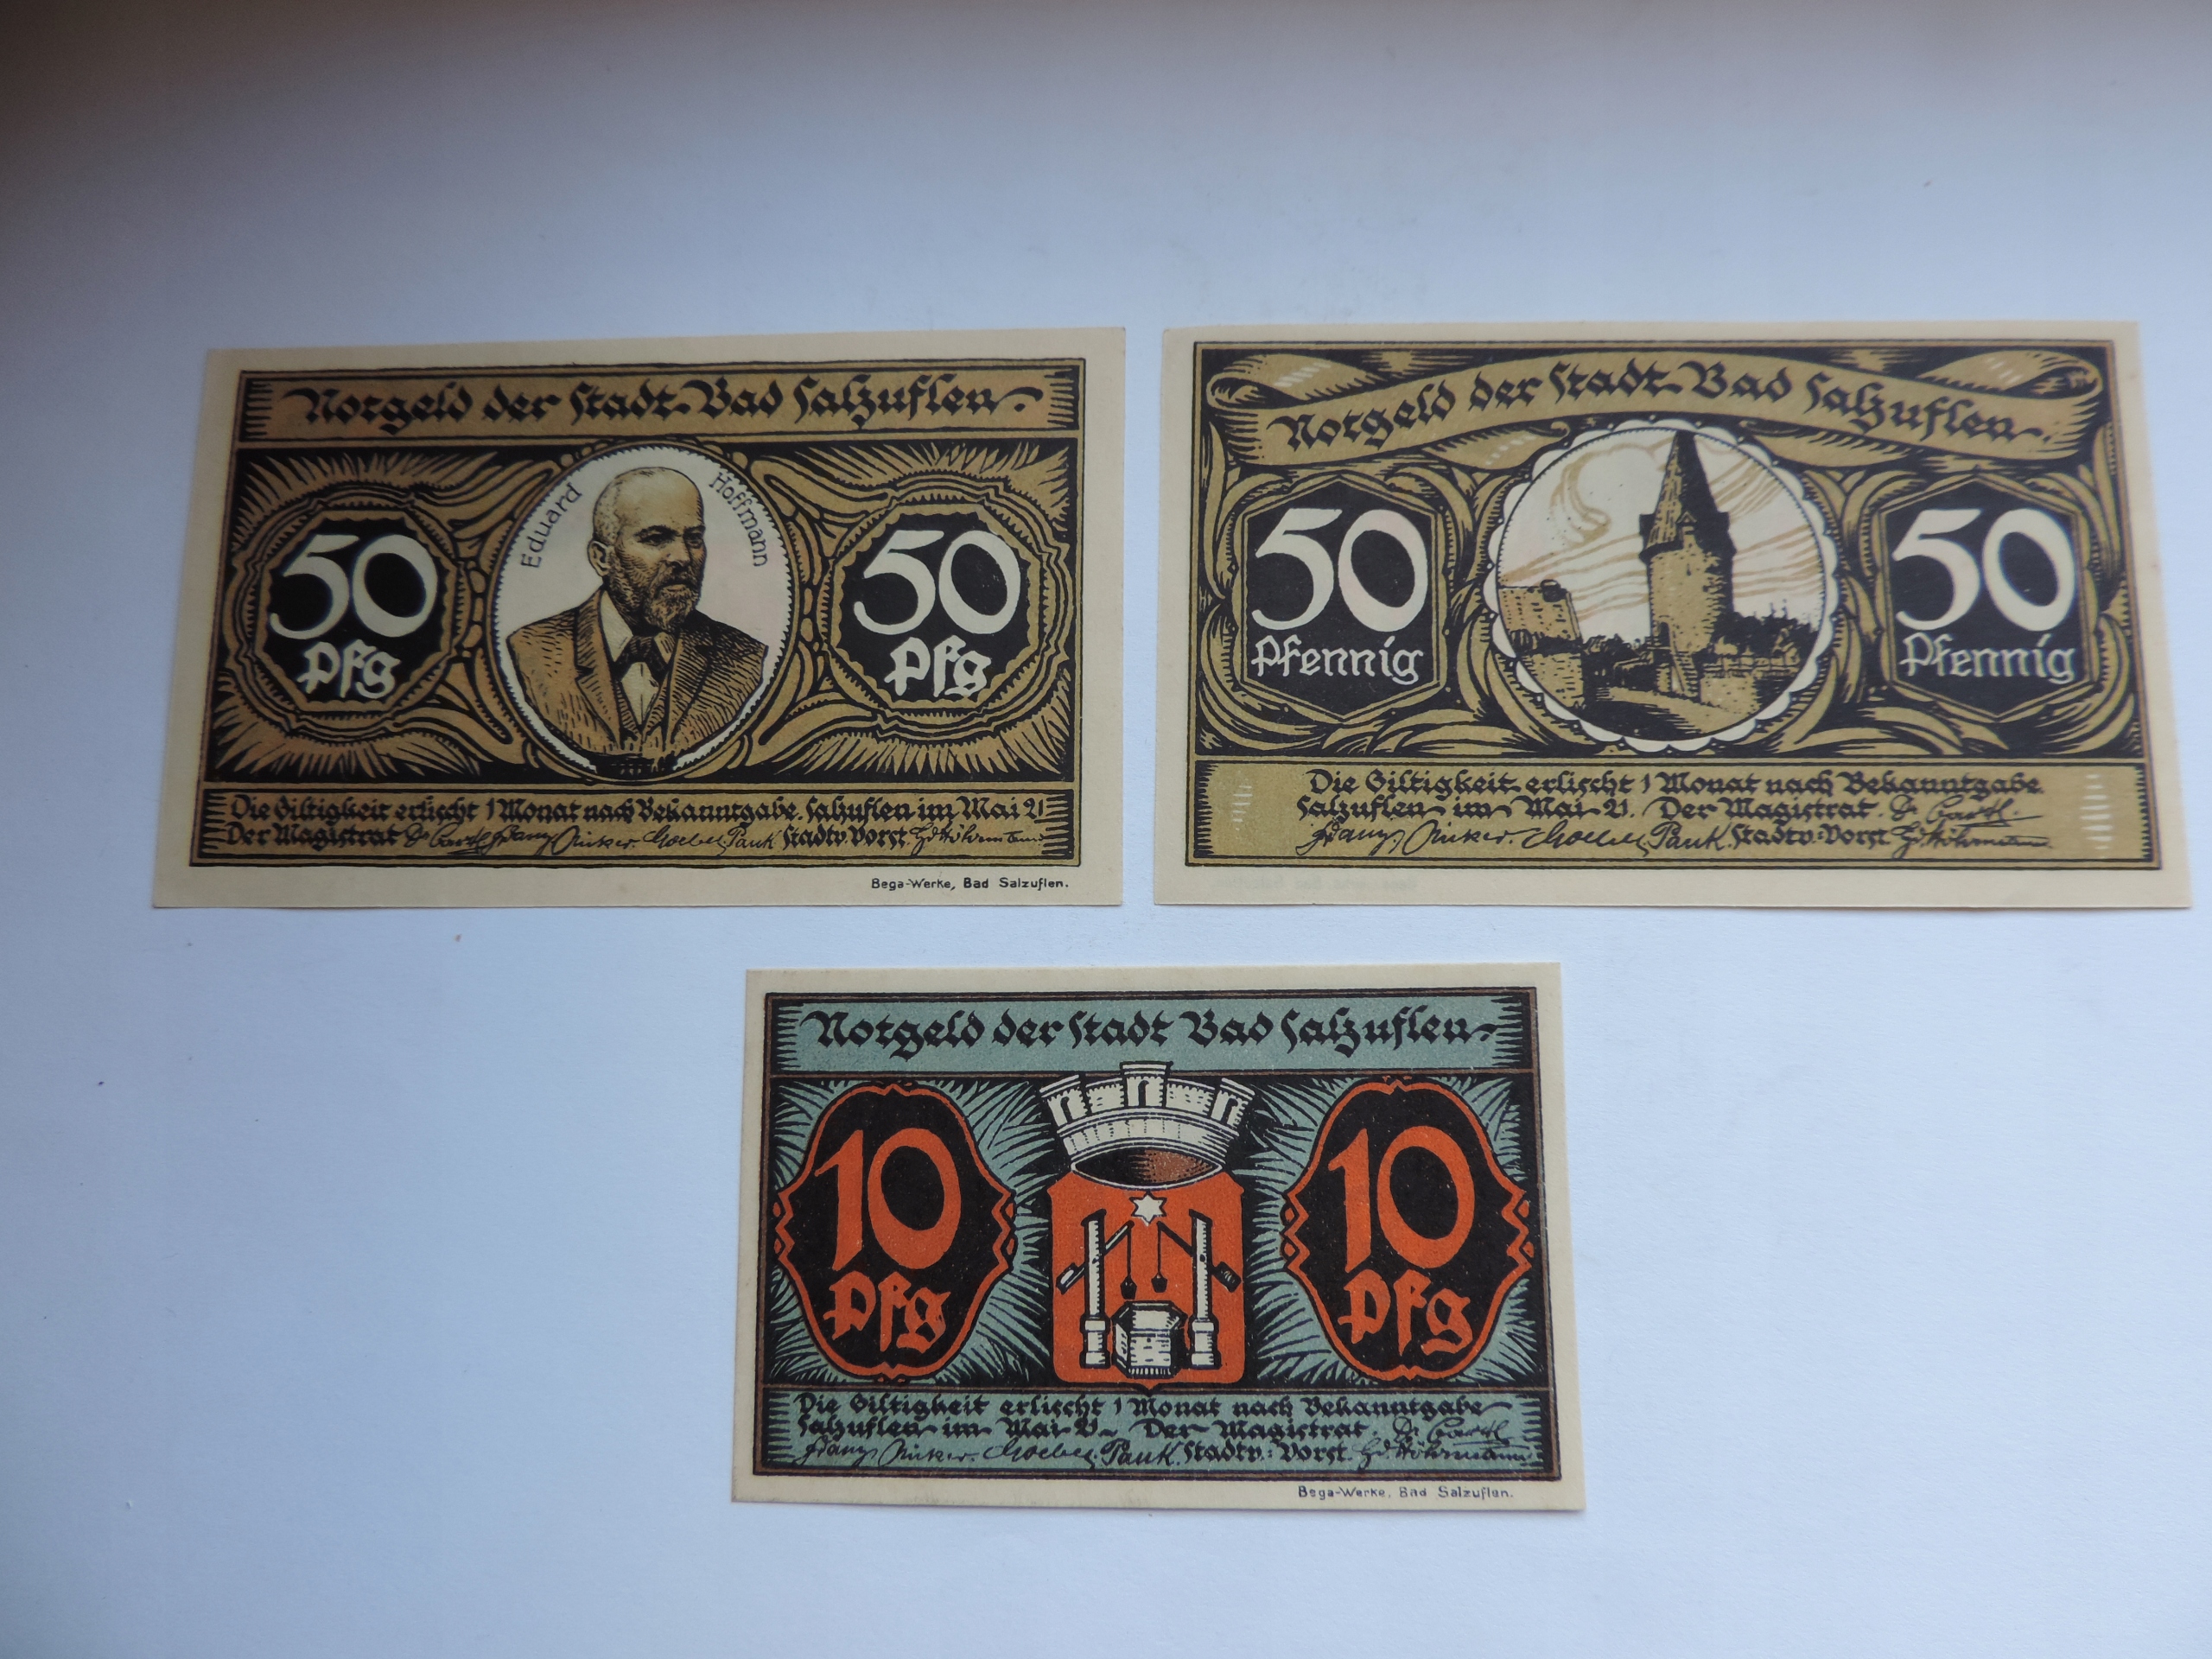 Notgeld der Stadt Bad Salzuflen
Eduard Hoffmann
50 Pfg
50 Pfg
Die Giltigkeit erlischt 1 Monat nach Bekanntgabe. Salzuflen im Mai 21
Der Magistrat Stadtv. Vorst.
Bega-Werke, Bad Salzuflen.
Notgeld der Stadt Bad Salzuflen
50 Pfennig
50 Pfennig
Die Giltigkeit erlischt 1 Monat nach Bekanntgabe
Salzuflen im Mai 21. Der Magistrat.
Pauk. Stadtv. Vorst
Notgeld der Stadt Bad Salzuflen
10 Pfg
10 Pfg
Die Giltigkeit erlischt 1 Monat nach Bekanntgabe
Salzuflen im Mai 21 Der Magistrat.
Pauk. Stadtv. Vorst.
Bega-Werke, Bad Salzuflen.